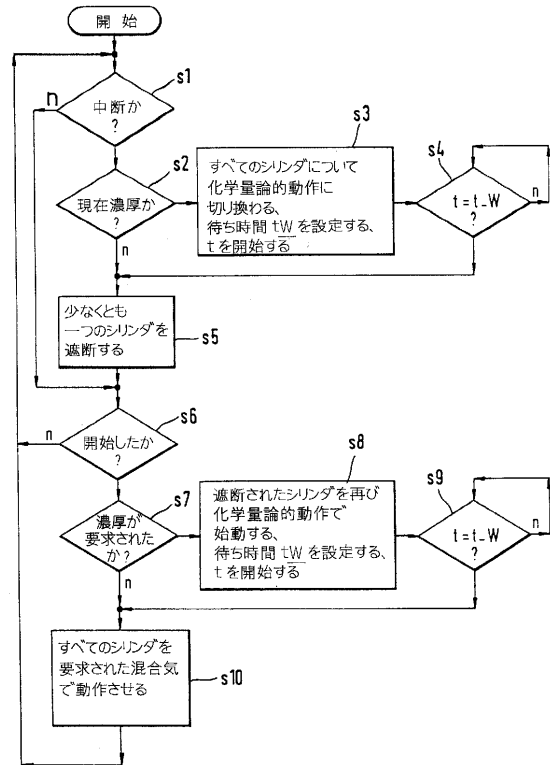 開 始
s1
中断か
?
n
s2
現在濃厚か
?
n
s3
すべてのシリンダについて
化学量論的動作に
切り換わる、
待ち時間 tW を設定する、
t を開始する
s4
t = t_W
?
n
少なくとも
一つのシリンダを
遮断する
s5
s6
開始したか
?
n
s7
濃厚が
要求された
か?
n
s8
遮断されたシリンダを再び
化学量論的動作で
始動する、
待ち時間 tW を設定する、
t を開始する
s9
t = t_W
?
n
すべてのシリンダを
要求された混合気
で動作させる
s10